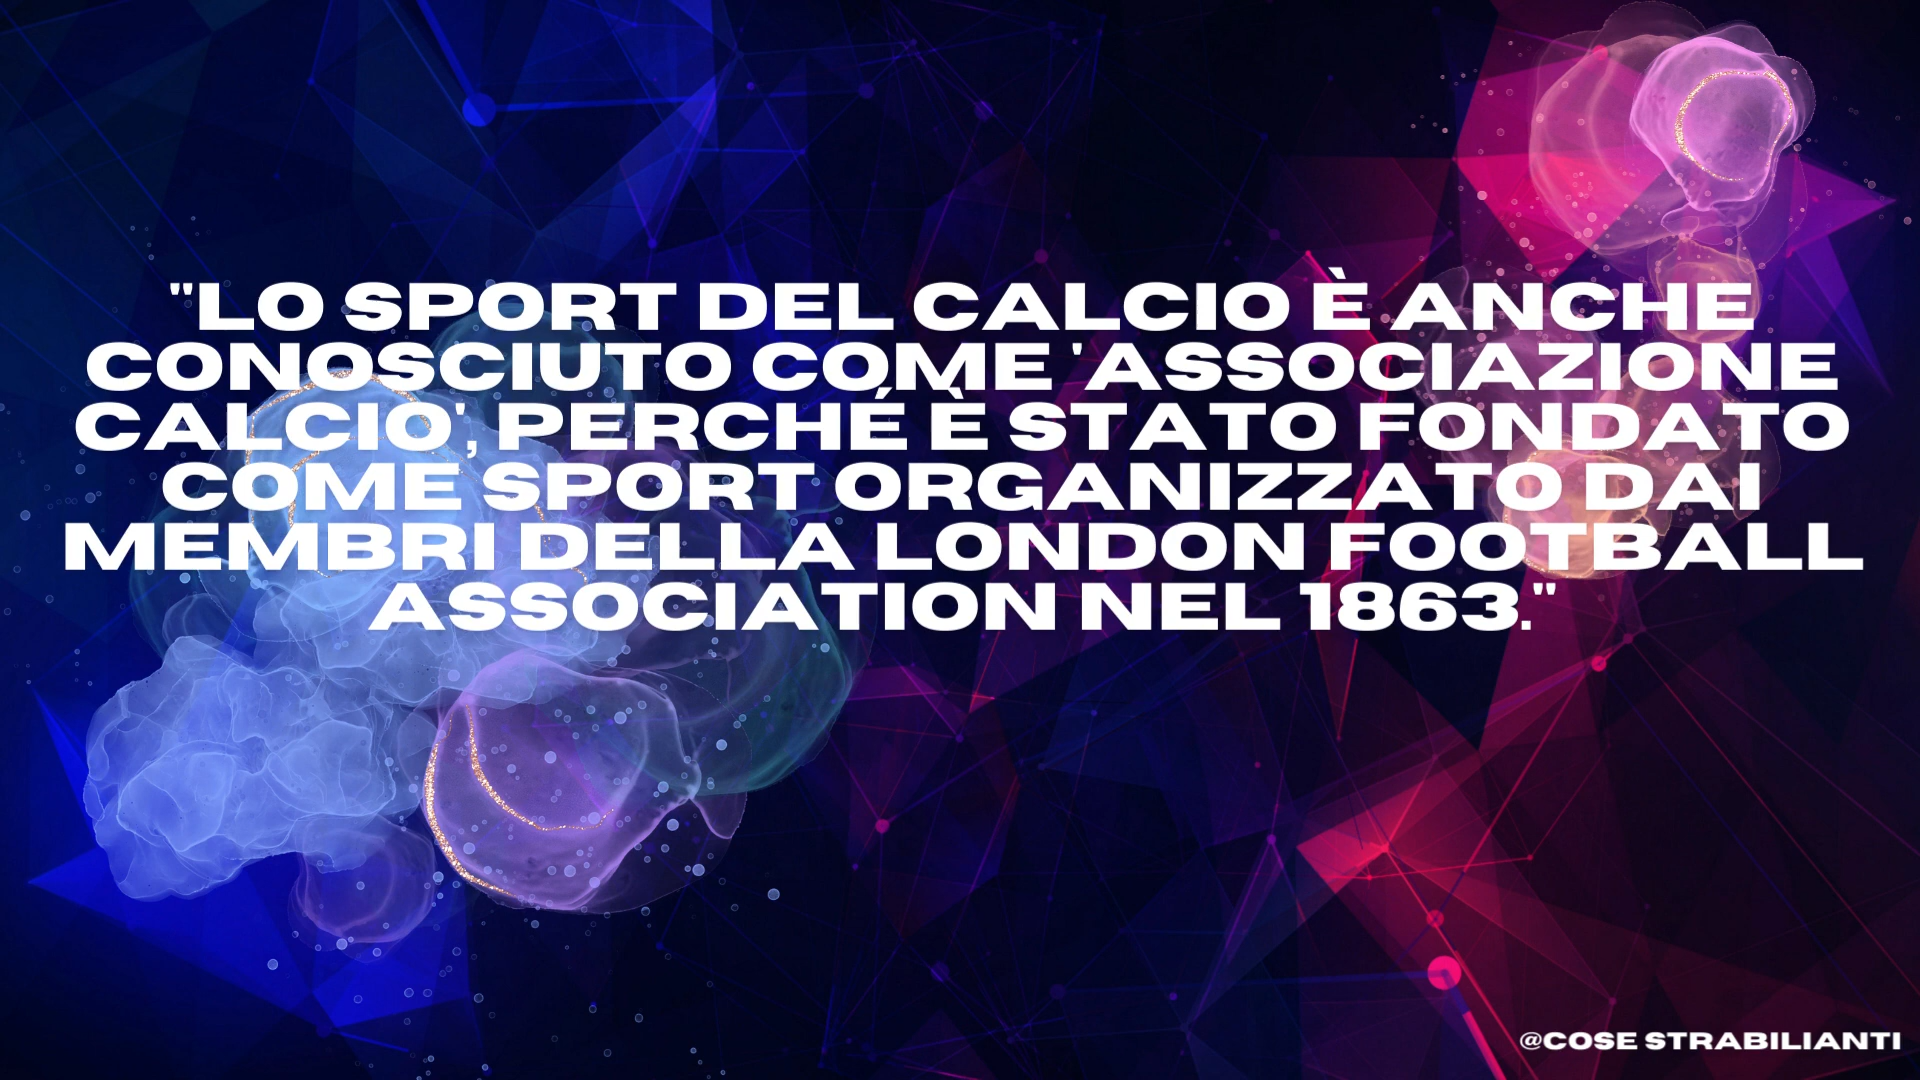 "LO SPORT DEL CALCIO È ANCHE
CONOSCIUTO COME 'ASSOCIAZIONE
CALCIO', PERCHÉ È STATO FONDATO
COME SPORT ORGANIZZATO DAI
MEMBRI DELLA LONDON FOOTBALL
ASSOCIATION NEL 1863."
@COSE STRABILIANTI